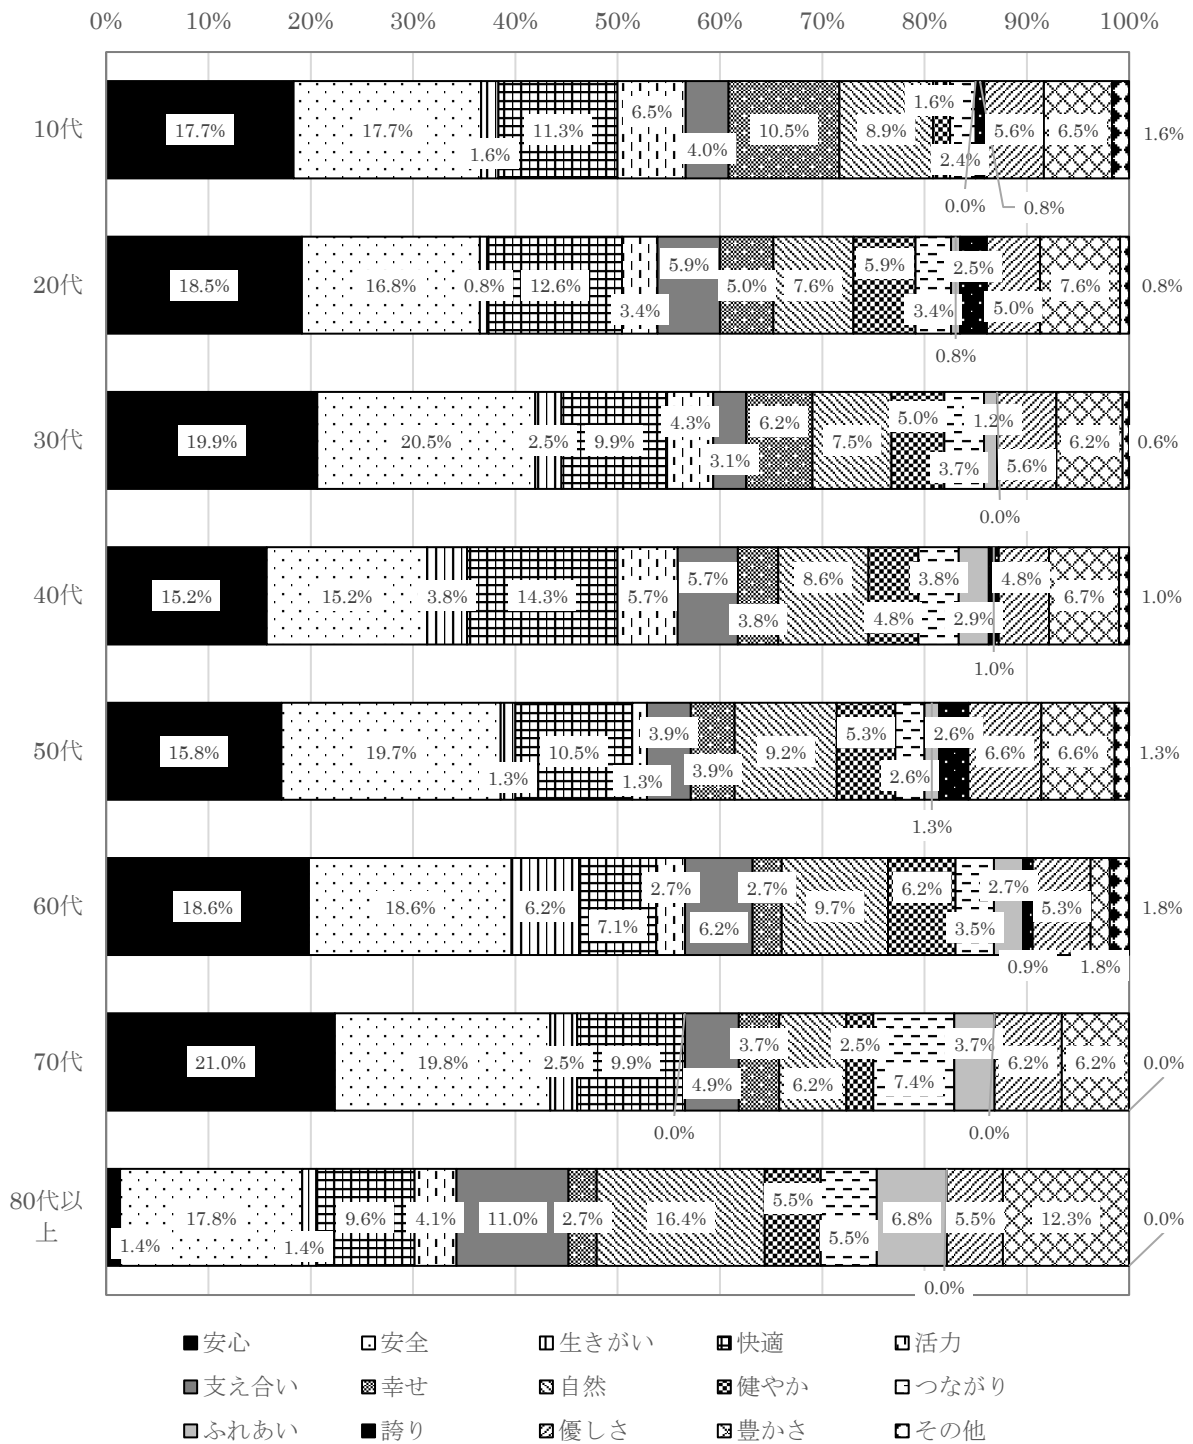 0% 10% 20% 30% 40% 50% 60% 70% 80% 90% 100%
10代 17.7% 17.7% 1.6% 11.3% 6.5% 4.0% 10.5% 8.9% 1.6% 2.4% 0.0% 0.8% 5.6% 6.5% 1.6%
20代 18.5% 16.8% 0.8% 12.6% 3.4% 5.9% 5.0% 7.6% 5.9% 3.4% 0.8% 2.5% 5.0% 7.6% 0.8%
30代 19.9% 20.5% 2.5% 9.9% 4.3% 3.1% 6.2% 7.5% 5.0% 3.7% 1.2% 0.0% 5.6% 6.2% 0.6%
40代 15.2% 15.2% 3.8% 14.3% 5.7% 5.7% 3.8% 8.6% 4.8% 3.8% 2.9% 1.0% 4.8% 6.7% 1.0%
50代 15.8% 19.7% 1.3% 10.5% 1.3% 3.9% 3.9% 9.2% 5.3% 2.6% 1.3% 2.6% 6.6% 6.6% 1.3%
60代 18.6% 18.6% 6.2% 7.1% 2.7% 6.2% 2.7% 9.7% 6.2% 3.5% 2.7% 0.9% 5.3% 1.8% 1.8%
70代 21.0% 19.8% 2.5% 9.9% 0.0% 4.9% 3.7% 6.2% 2.5% 7.4% 3.7% 0.0% 6.2% 6.2% 0.0%
80代以
上 1.4% 17.8% 1.4% 9.6% 4.1% 11.0% 2.7% 16.4% 5.5% 5.5% 6.8% 0.0% 5.5% 12.3% 0.0%
安心 安全 生きがい 快適 活力
支え合い 幸せ 自然 健やか つながり
ふれあい 誇り 優しさ 豊かさ その他